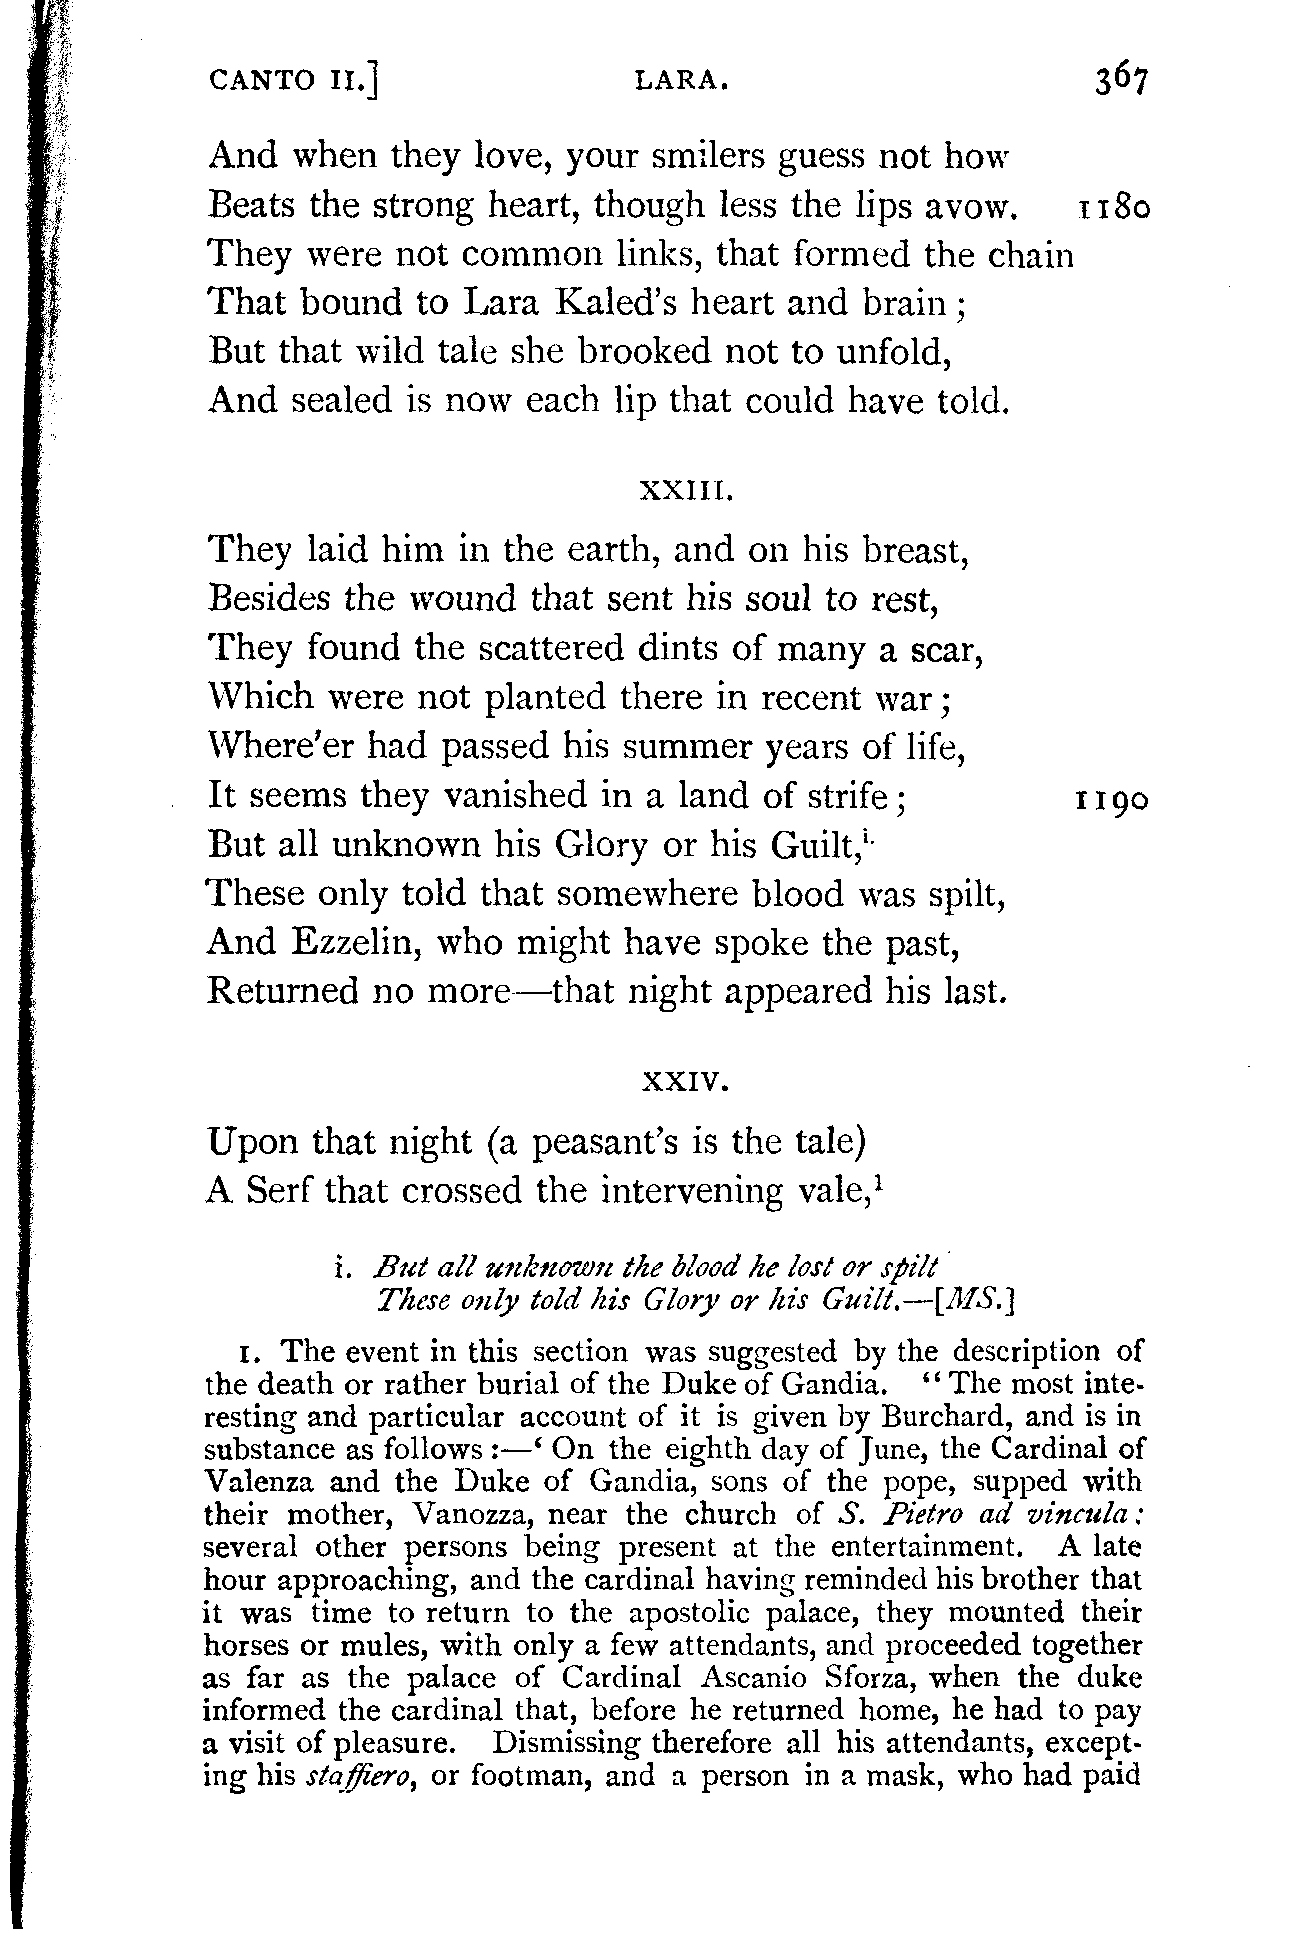 CANTO II.] LARA. 367
And when they love, your smilers guess not how
Beats the strong heart, though less the lips avow. 1180
They were not common links, that formed the chain
That bound to Lara Kaled's heart and brain;
But that wild tale she brooked not to unfold,
And sealed is now each lip that could have told.
XXIII.
They laid him in the earth, and on his breast,
Besides the wound that sent his soul to rest,
They found the scattered dints of many a scar,
Which were not planted there in recent war;
Where'er had passed his summer years of life,
It seems they vanished in a land of strife; 1190
But all unknown his Glory or his Guilt,i.
These only told that somewhere blood was spilt,
And Ezzelin, who might have spoke the past,
Returned no more—that night appeared his last.
XXIV.
Upon that night (a peasant's is the tale)
A Serf that crossed the intervening vale,1
i. But all unknown the blood he lost or spilt
These only told his Glory or his Guilt.—[MS.]
1. The event in this section was suggested by the description of
the death or rather burial of the Duke of Gandia. "The most inte-
resting and particular account of it is given by Burchard, and is in
substance as follows:—'On the eighth day of June, the Cardinal of
Valenza and the Duke of Gandia, sons of the pope, supped with
their mother, Vanozza, near the church of S. Pietro ad vincula:
several other persons being present at the entertainment. A late
hour approaching, and the cardinal having reminded his brother that
it was time to return to the apostolic palace, they mounted their
horses or mules, with only a few attendants, and proceeded together
as far as the palace of Cardinal Ascanio Sforza, when the duke
informed the cardinal that, before he returned home, he had to pay
a visit of pleasure. Dismissing therefore all his attendants, except-
ing his staffiero, or footman, and a person in a mask, who had paid